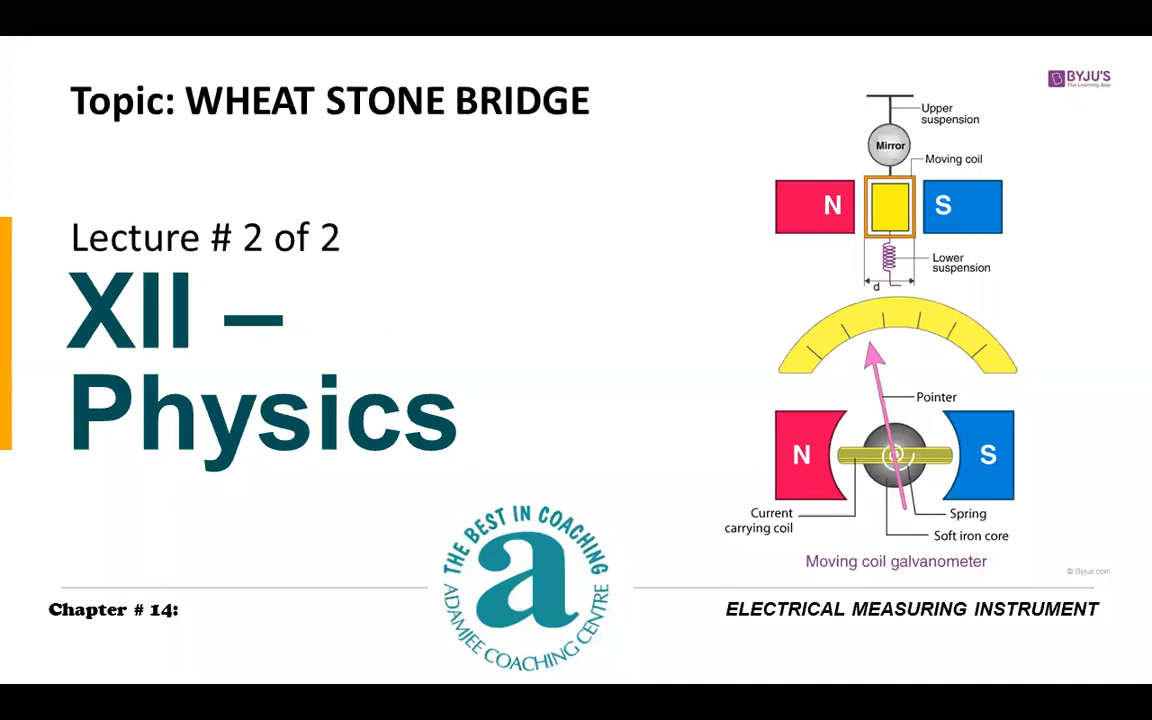 Topic: WHEAT STONE BRIDGE
Lecture # 2 of 2
XII –
Physics
BYJU'S
The Learning App
Upper
suspension
Mirror
Moving coil
N
S
Lower
suspension
d
Pointer
N
S
Current
carrying coil
Spring
Soft iron core
Moving coil galvanometer
© Byjus.com
THE BEST IN COACHING
a
ADAMJEE COACHING CENTRE
Chapter # 14:
ELECTRICAL MEASURING INSTRUMENT